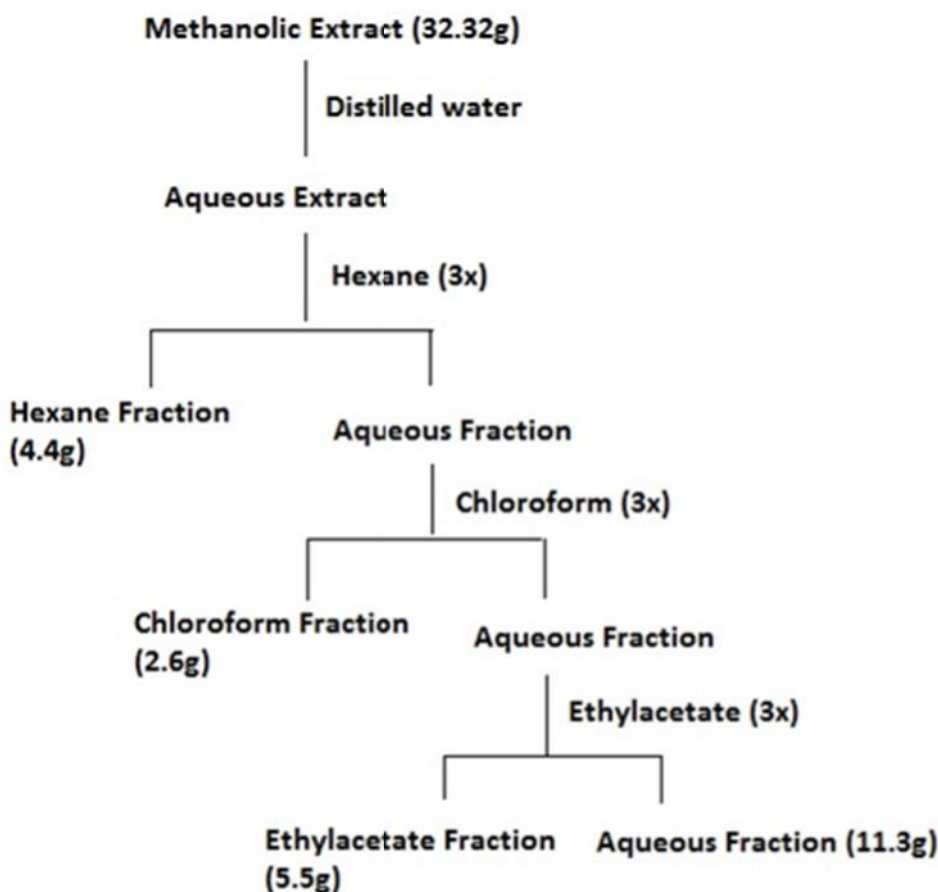 Methanolic Extract (32.32g)
Distilled water
Aqueous Extract
Hexane (3x)
Hexane Fraction
(4.4g)
Aqueous Fraction
Chloroform (3x)
Chloroform Fraction
(2.6g)
Aqueous Fraction
Ethylacetate (3x)
Ethylacetate Fraction
(5.5g)
Aqueous Fraction (11.3g)